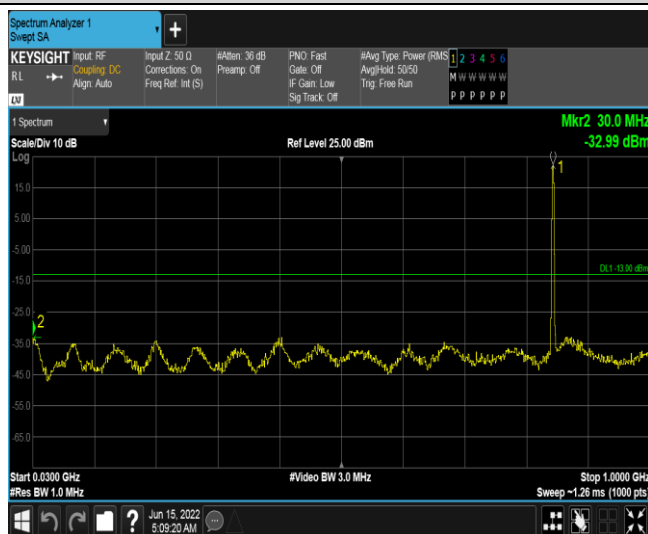 Spectrum Analyzer 1
Swept SA
+
KEYSIGHT
RL
LXI
Input: RF
Coupling: DC
Align: Auto
Input Z: 50 Ω
Corrections: On
Freq Ref: Int (S)
#Atten: 36 dB
Preamp: Off
PNO: Fast
Gate: Off
IF Gain: Low
Sig Track: Off
#Avg Type: Power (RMS
Avg|Hold: 50/50
Trig: Free Run
1 2 3 4 5 6
M W W W W W
P P P P P P
1 Spectrum
Mkr2 30.0 MHz
Scale/Div 10 dB
Ref Level 25.00 dBm
-32.99 dBm
Log
1
15.0
5.00
-5.00
DL1 -13.00 dBm
-15.0
-25.0
2
-35.0
-45.0
-55.0
-65.0
Start 0.0300 GHz
#Video BW 3.0 MHz
Stop 1.0000 GHz
#Res BW 1.0 MHz
Sweep ~1.26 ms (1000 pts)
?
Jun 15, 2022
5:09:20 AM